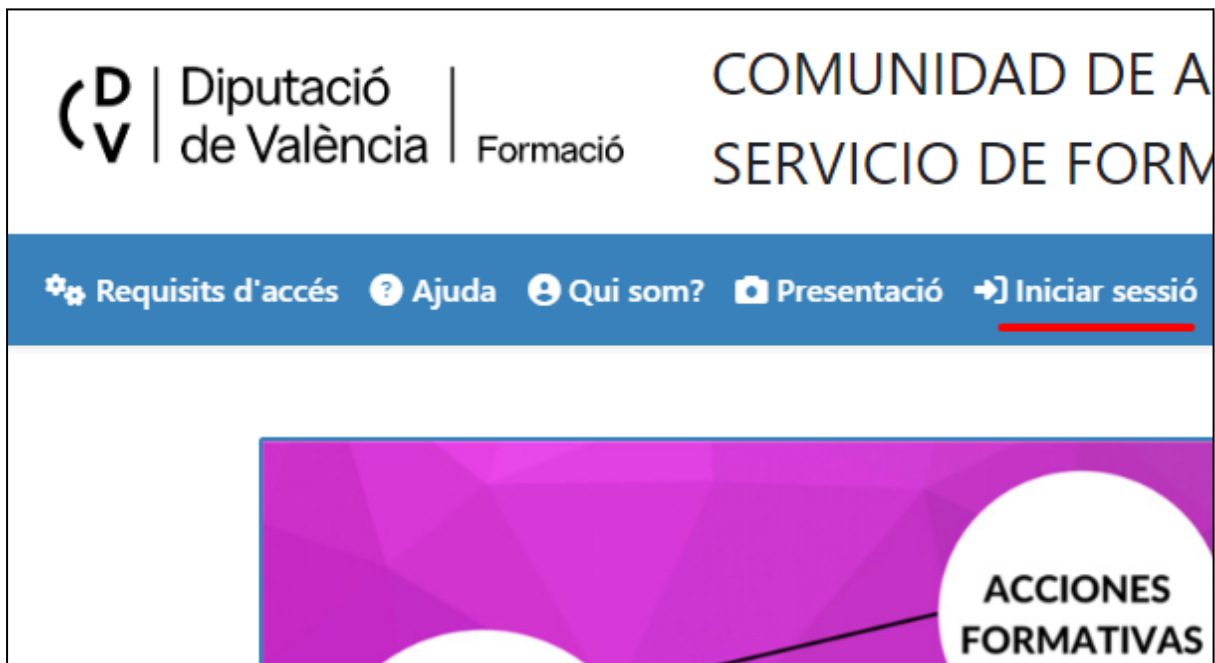 DV
Diputació
de València
Formació
COMUNIDAD DE A
SERVICIO DE FORM
Requisits d'accés ? Ajuda Qui som? Presentació Iniciar sessió
ACCIONES
FORMATIVAS